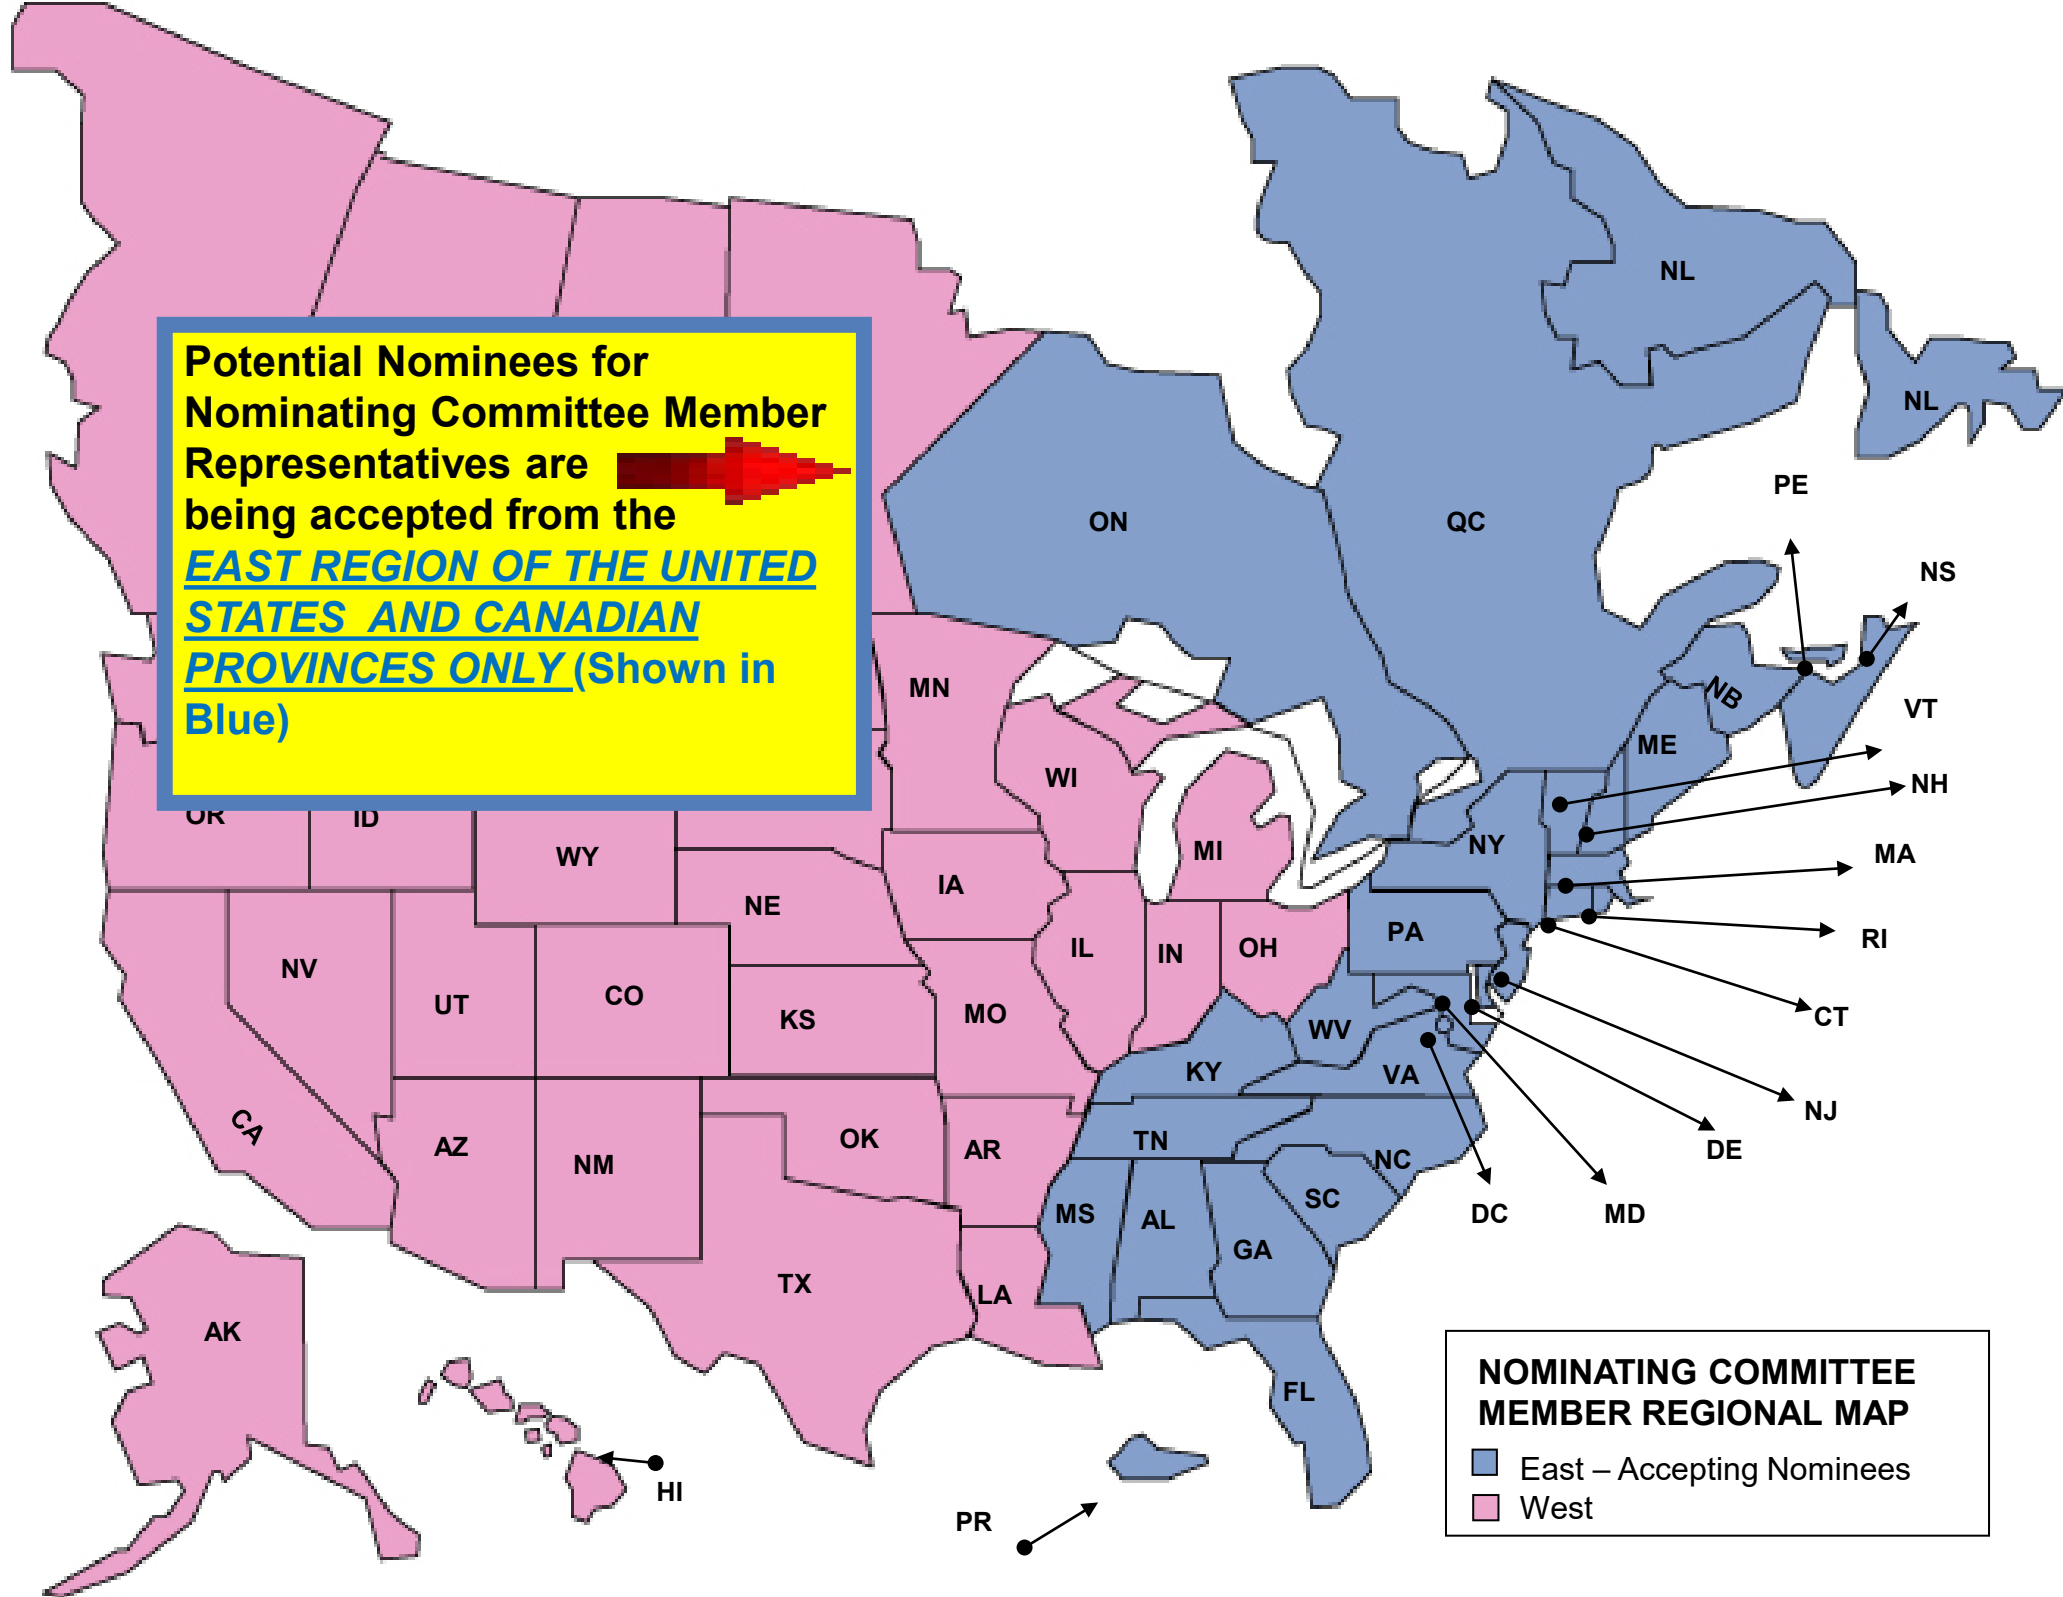 Potential Nominees for
Nominating Committee Member
Representatives are
being accepted from the
EAST REGION OF THE UNITED
STATES AND CANADIAN
PROVINCES ONLY (Shown in
Blue)
NL
NL
PE
ON
QC
NS
MN
NB
VT
ME
WI
NH
OR
ID
WY
MI
NY
MA
IA
NE
PA
RI
IL
IN
OH
NV
UT
CO
KS
MO
WV
CT
KY
VA
NJ
CA
AZ
NM
OK
AR
TN
NC
DE
MS
AL
SC
DC
MD
GA
TX
LA
AK
FL
HI
PR
NOMINATING COMMITTEE
MEMBER REGIONAL MAP
East – Accepting Nominees
West